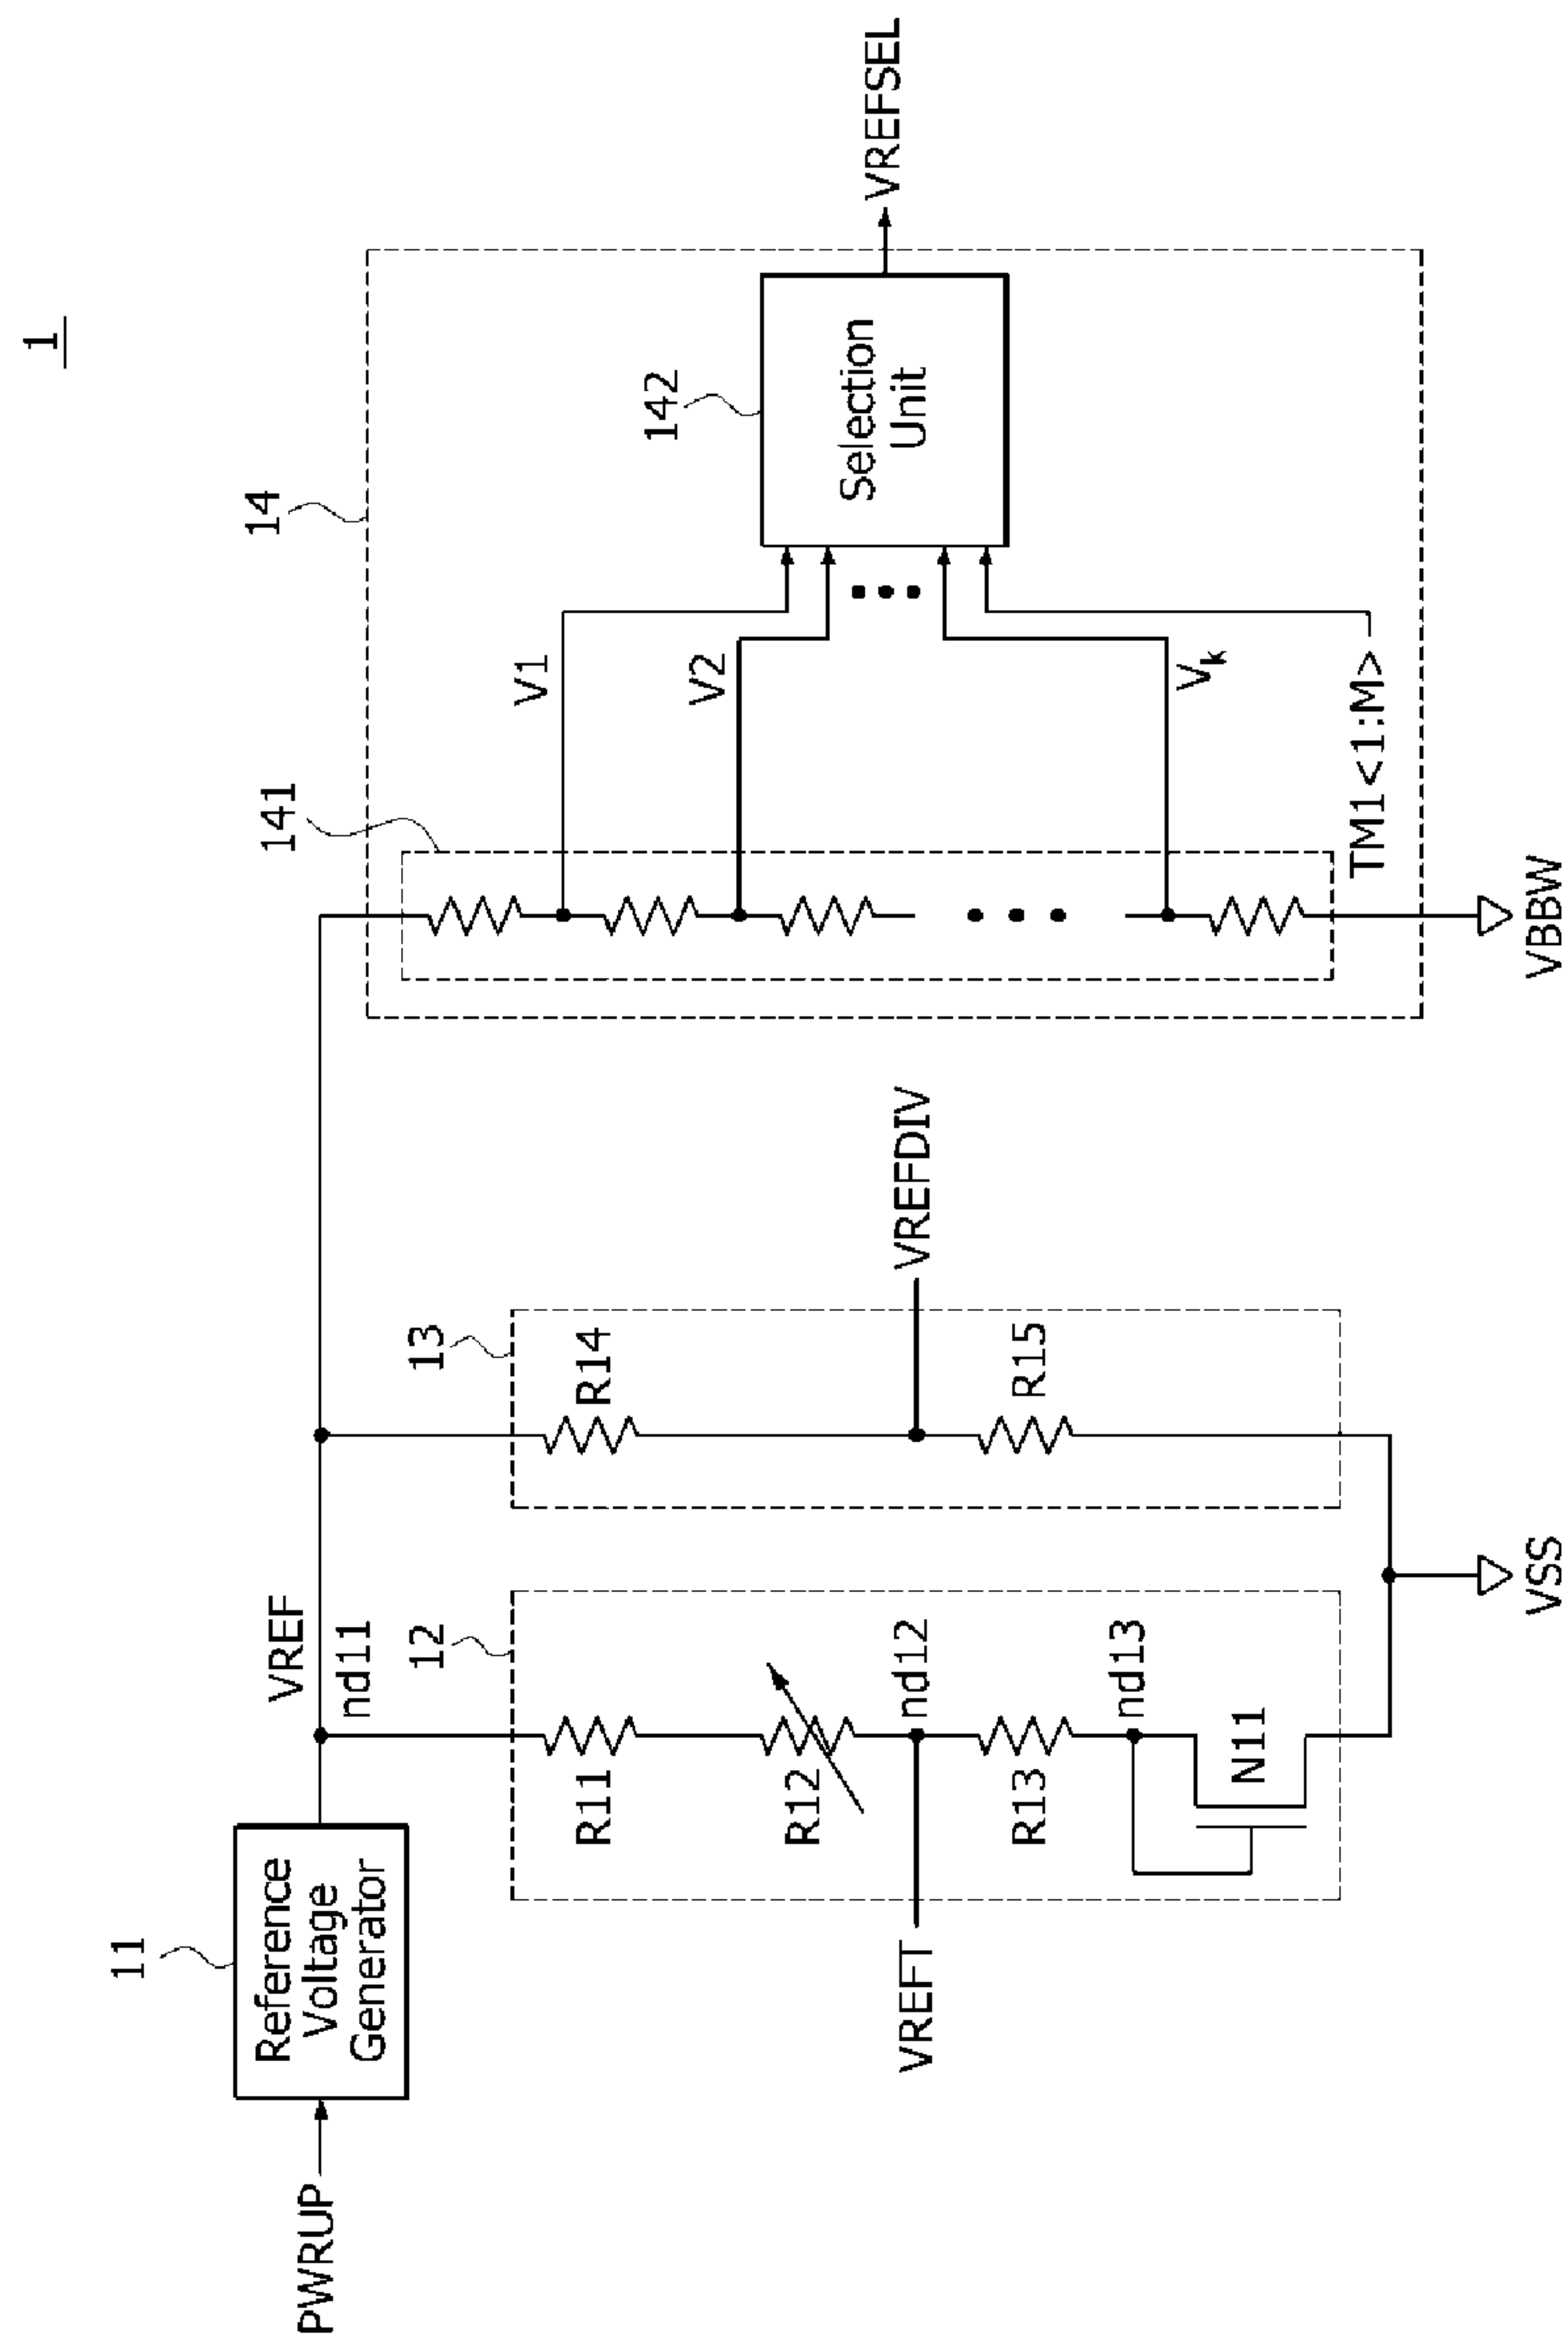 1
PWRUP
11
Reference
Voltage
Generator
VREF
nd11
12
R11
R12
VREFT
nd12
R13
nd13
N11
VSS
13
R14
VREFDIV
R15
14
141
V1
V2
Vk
TM1<1:M>
VBBW
142
Selection
Unit
VREFSEL